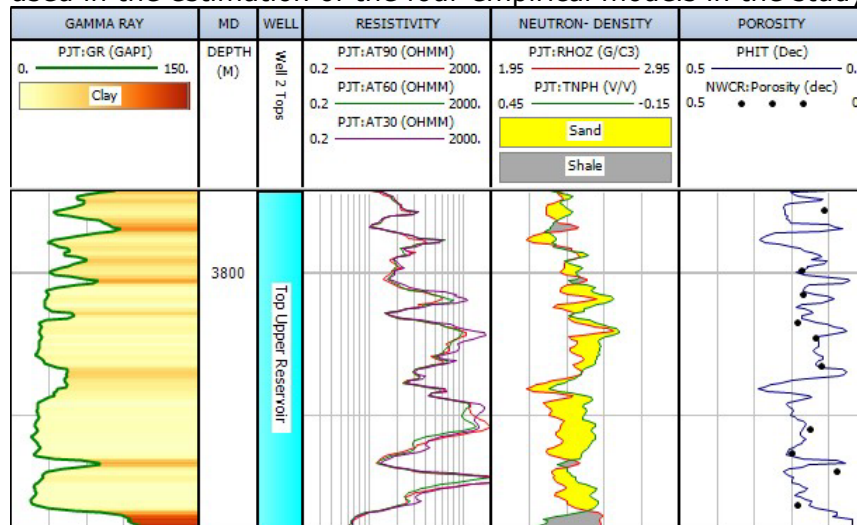 used in the estimation of the four empirical models in the study
GAMMA RAY MD WELL RESISTIVITY NEUTRON- DENSITY POROSITY
PJT:GR (GAPI)
0. 150.
Clay
DEPTH
(M)
Well 2 Tops
PJT:AT90 (OHMM)
0.2 2000.
PJT:AT60 (OHMM)
0.2 2000.
PJT:AT30 (OHMM)
0.2 2000.
PJT:RHOZ (G/C3)
1.95 2.95
PJT:TNPH (V/V)
0.45 -0.15
Sand
Shale
PHIT (Dec)
0.5 0.
NWCR:Porosity (dec)
0.5 0
3800
Top Upper Reservoir